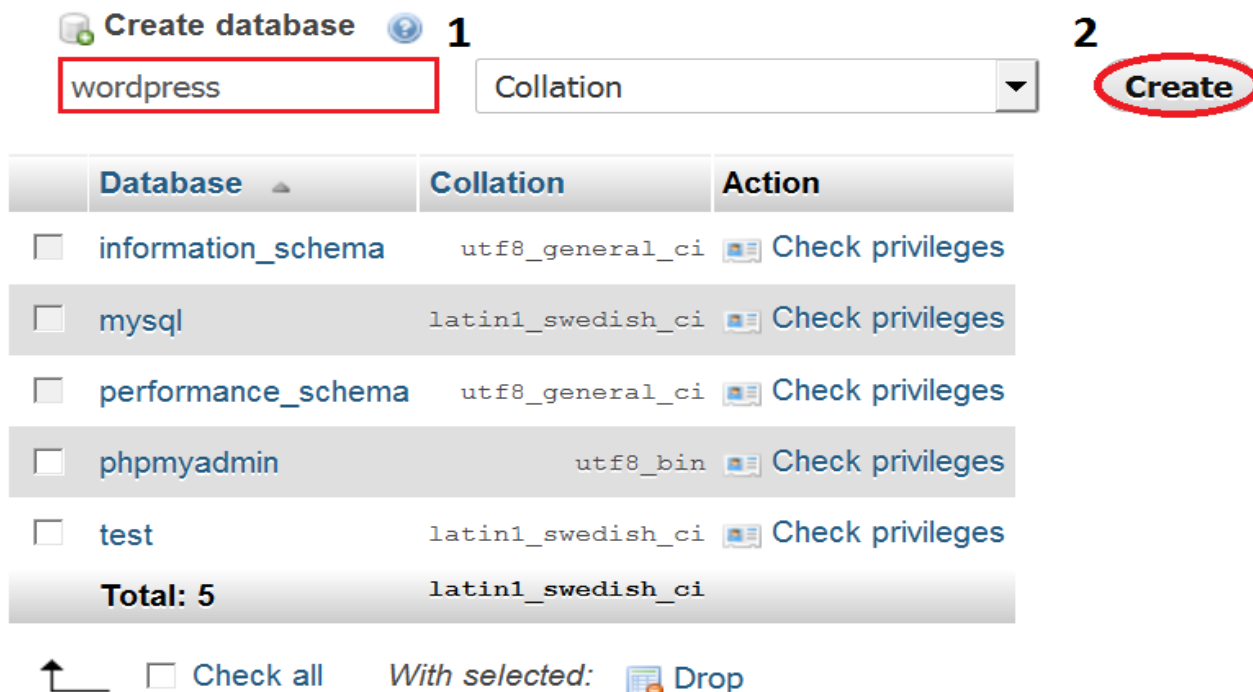 Create database 1 2
wordpress Collation Create
Database Collation Action
information_schema utf8_general_ci Check privileges
mysql latin1_swedish_ci Check privileges
performance_schema utf8_general_ci Check privileges
phpmyadmin utf8_bin Check privileges
test latin1_swedish_ci Check privileges
Total: 5 latin1_swedish_ci
Check all With selected: Drop